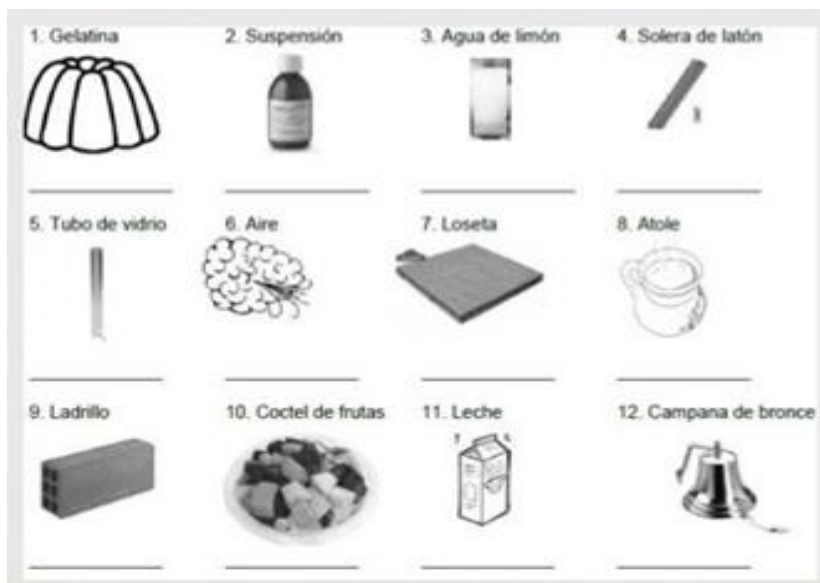 1. Gelatina
2. Suspensión
3. Agua de limón
4. Solera de latón
5. Tubo de vidrio
6. Aire
7. Loseta
8. Atole
9. Ladrillo
10. Coctel de frutas
11. Leche
12. Campana de bronce